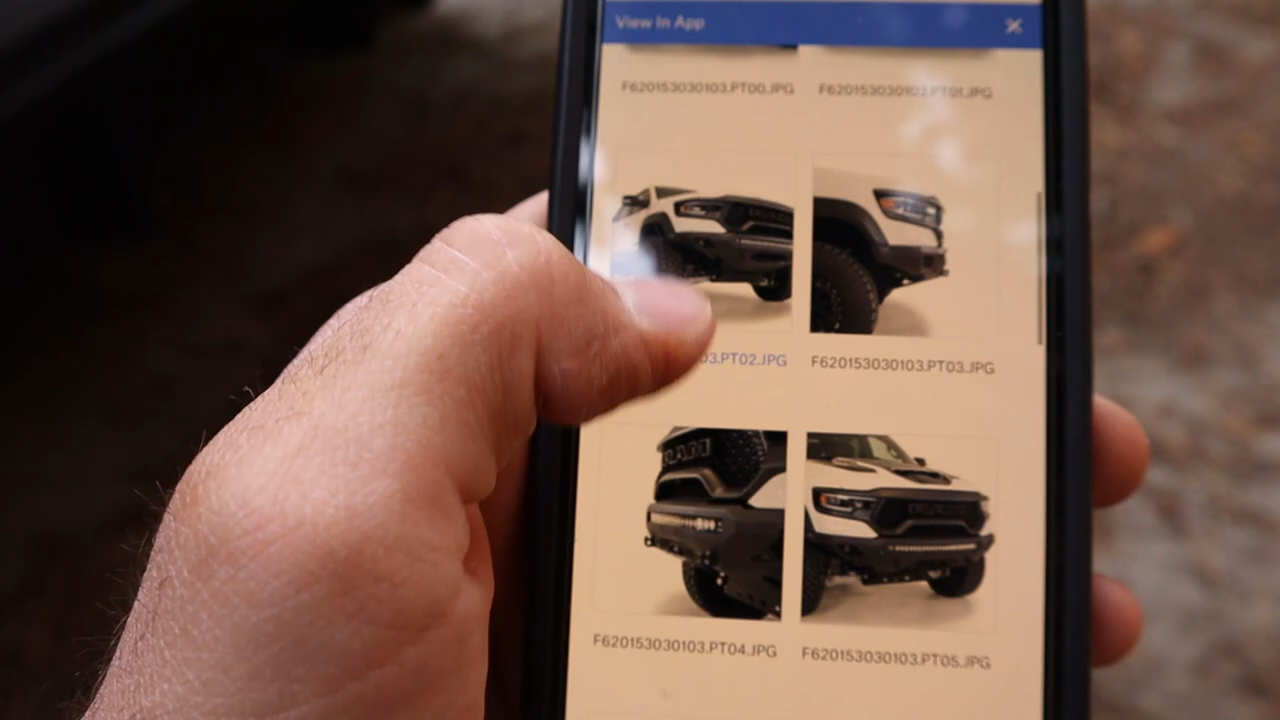 View In App
F620153030103.PT00.JPG
F620153030103.PT01.JPG
03.PT02.JPG
F620153030103.PT03.JPG
RAM
F620153030103.PT04.JPG
F620153030103.PT05.JPG